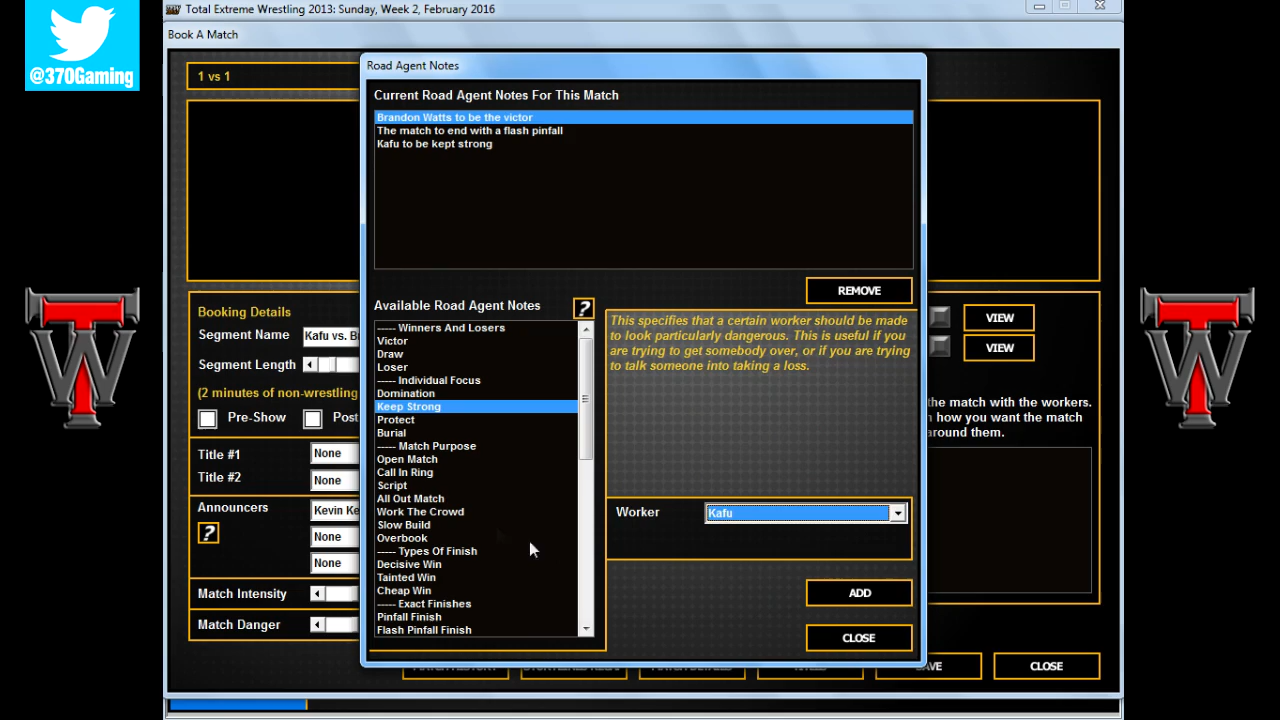 @370Gaming
Total Extreme Wrestling 2013: Sunday, Week 2, February 2016
Book A Match
1 vs 1
Road Agent Notes
Current Road Agent Notes For This Match
Brandon Watts to be the victor
The match to end with a flash pinfall
Kafu to be kept strong
REMOVE
Available Road Agent Notes
?
----- Winners And Losers
Victor
Draw
Loser
----- Individual Focus
Domination
Keep Strong
Protect
Burial
----- Match Purpose
Open Match
Call In Ring
Script
All Out Match
Work The Crowd
Slow Build
Overbook
----- Types Of Finish
Decisive Win
Tainted Win
Cheap Win
----- Exact Finishes
Pinfall Finish
Flash Pinfall Finish
This specifies that a certain worker should be made
to look particularly dangerous. This is useful if you
are trying to get somebody over, or if you are trying
to talk someone into taking a loss.
Worker
Kafu
ADD
CLOSE
Booking Details
Segment Name
Kafu vs. B
Segment Length
(2 minutes of non-wrestling
Pre-Show
Post
Title #1
None
Title #2
None
Announcers
Kevin Ke
?
None
None
Match Intensity
Match Danger
VIEW
VIEW
the match with the workers.
how you want the match
around them.
SAVE
CLOSE
TW
TW